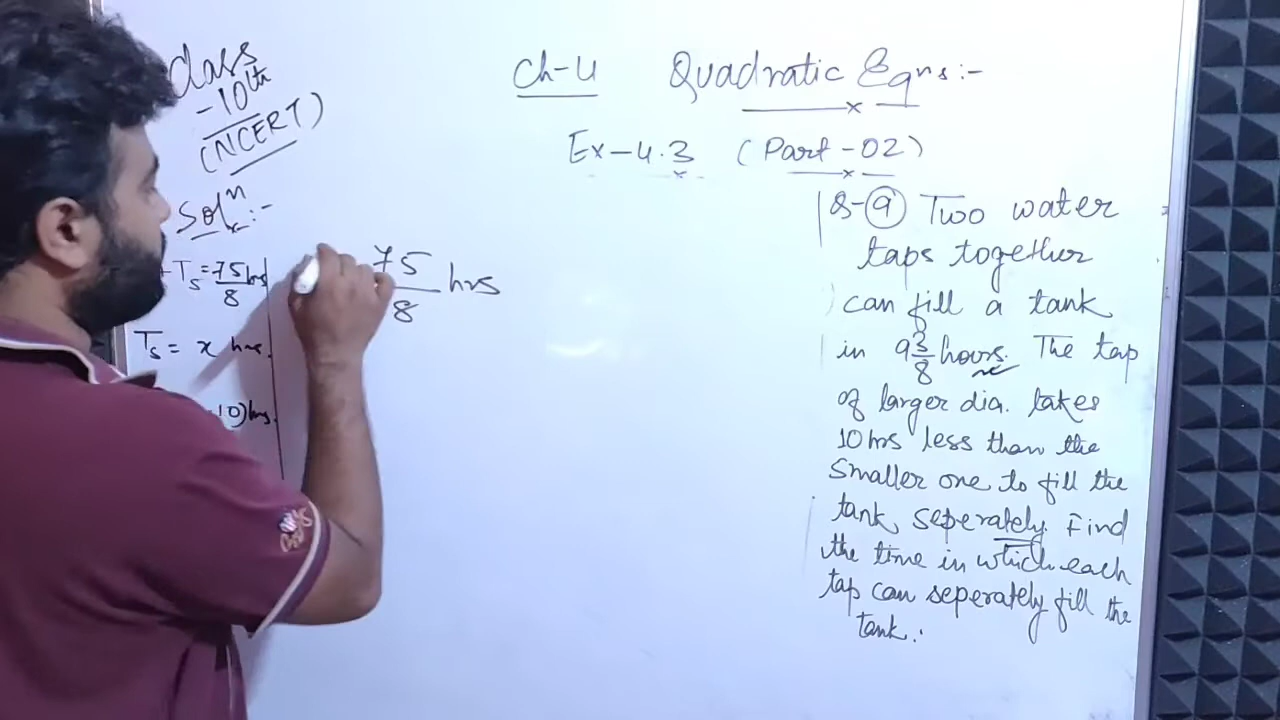 Class
-10th
(NCERT)
Ch-4 Quadratic Eqns:-
Ex-4.3 (Part-02)
Solⁿ:-
+ Ts = 75/8 hrs
Ts = x hrs.
10) hrs.
75/8 hrs
Q-9 Two water
taps together
can fill a tank
in 9 3/8 hours. The tap
of larger dia. takes
10 hrs less than the
smaller one to fill the
tank seperately. Find
the time in which each
tap can seperately fill the
tank.